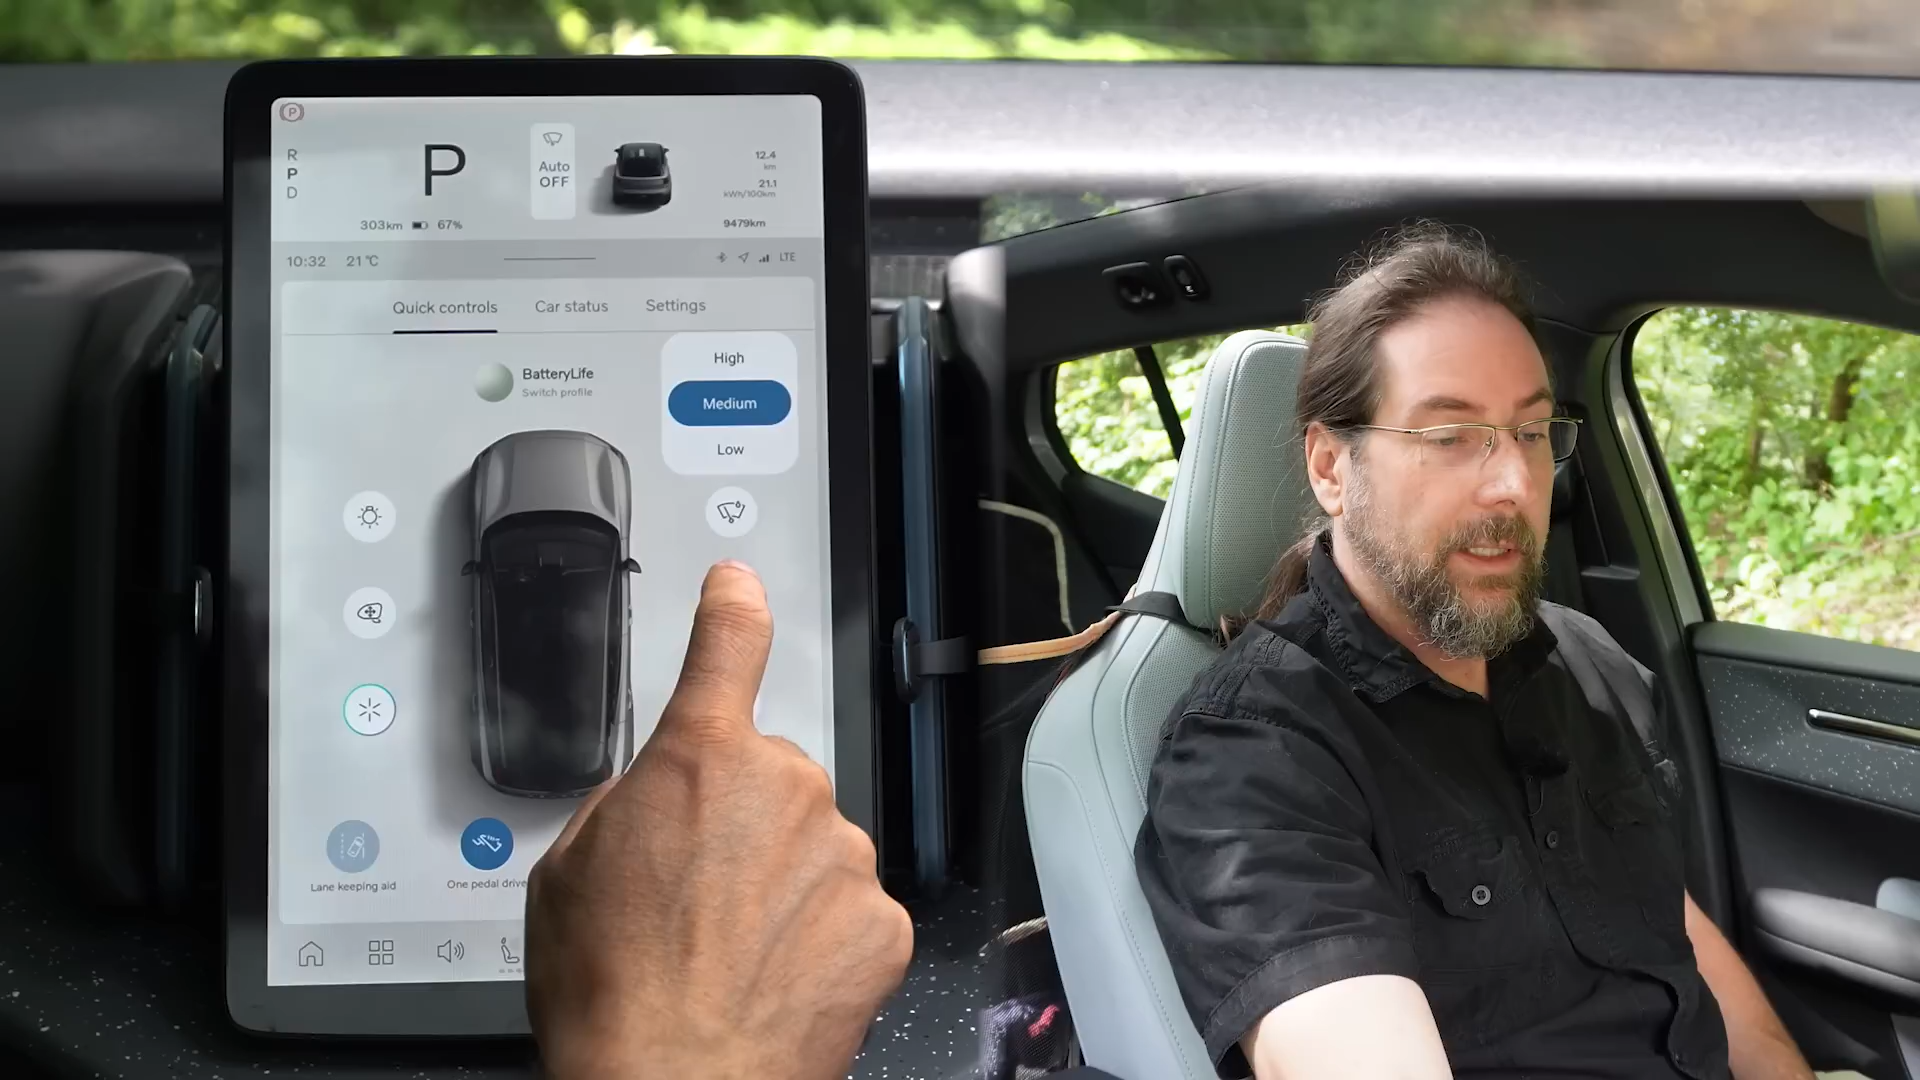 P
R
P
D
P
Auto
OFF
12.4
km
21.1
kWh/100km
303km 67%
9479km
10:32 21°C
LTE
Quick controls Car status Settings
BatteryLife
Switch profile
High
Medium
Low
Lane keeping aid
One pedal drive